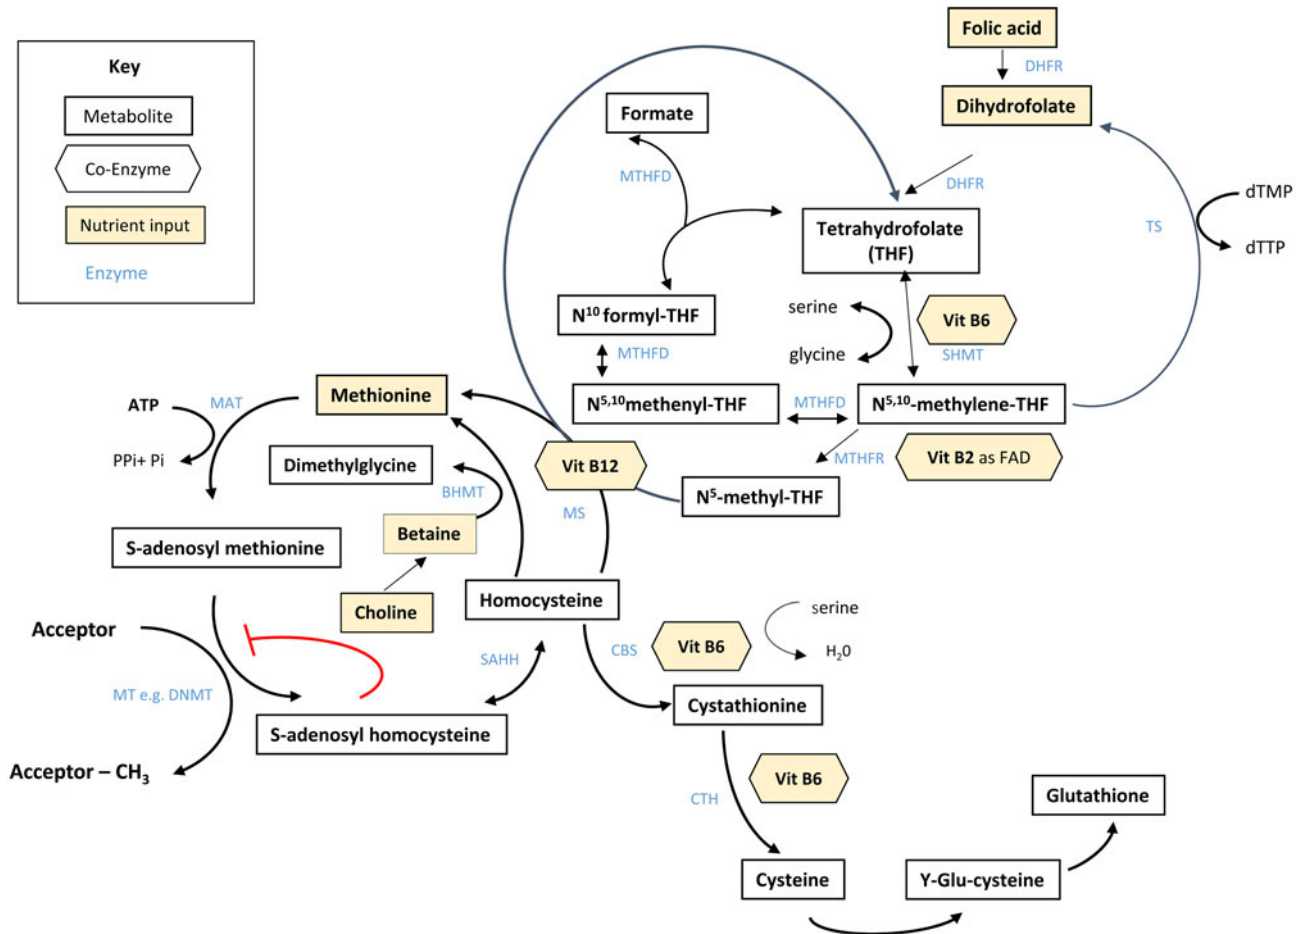 Key
Metabolite
Co-Enzyme
Nutrient input
Enzyme
Folic acid
DHFR
Dihydrofolate
DHFR
Formate
MTHFD
Tetrahydrofolate
(THF)
TS
dTMP
dTTP
N¹⁰ formyl-THF
MTHFD
serine
glycine
Vit B6
SHMT
N⁵,¹⁰methenyl-THF
MTHFD
N⁵,¹⁰-methylene-THF
MTHFR
Vit B2 as FAD
N⁵-methyl-THF
Vit B12
MS
Methionine
MAT
ATP
PPi+ Pi
Dimethylglycine
BHMT
Betaine
Choline
S-adenosyl methionine
Homocysteine
Acceptor
MT e.g. DNMT
Acceptor – CH₃
SAHH
S-adenosyl homocysteine
CBS
Vit B6
serine
H₂0
Cystathionine
CTH
Vit B6
Cysteine
Y-Glu-cysteine
Glutathione